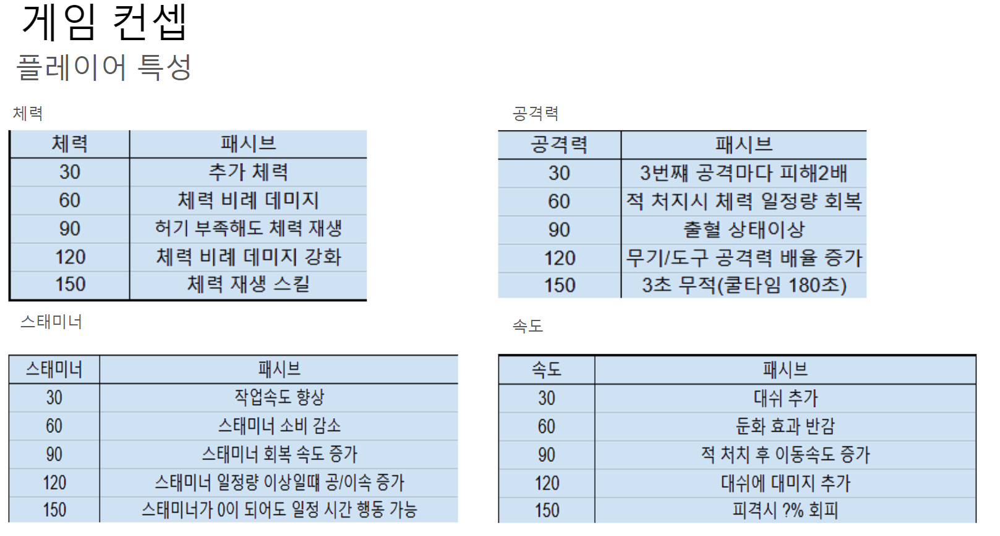 게임 컨셉
플레이어 특성
체력
체력 패시브
30 추가 체력
60 체력 비례 데미지
90 허기 부족해도 체력 재생
120 체력 비례 데미지 강화
150 체력 재생 스킬
공격력
공격력 패시브
30 3번쨰 공격마다 피해2배
60 적 처지시 체력 일정량 회복
90 출혈 상태이상
120 무기/도구 공격력 배율 증가
150 3초 무적(쿨타임 180초)
스태미너
스태미너 패시브
30 작업속도 향상
60 스태미너 소비 감소
90 스태미너 회복 속도 증가
120 스태미너 일정량 이상일떄 공/이속 증가
150 스태미너가 0이 되어도 일정 시간 행동 가능
속도
속도 패시브
30 대쉬 추가
60 둔화 효과 반감
90 적 처치 후 이동속도 증가
120 대쉬에 대미지 추가
150 피격시 ?% 회피